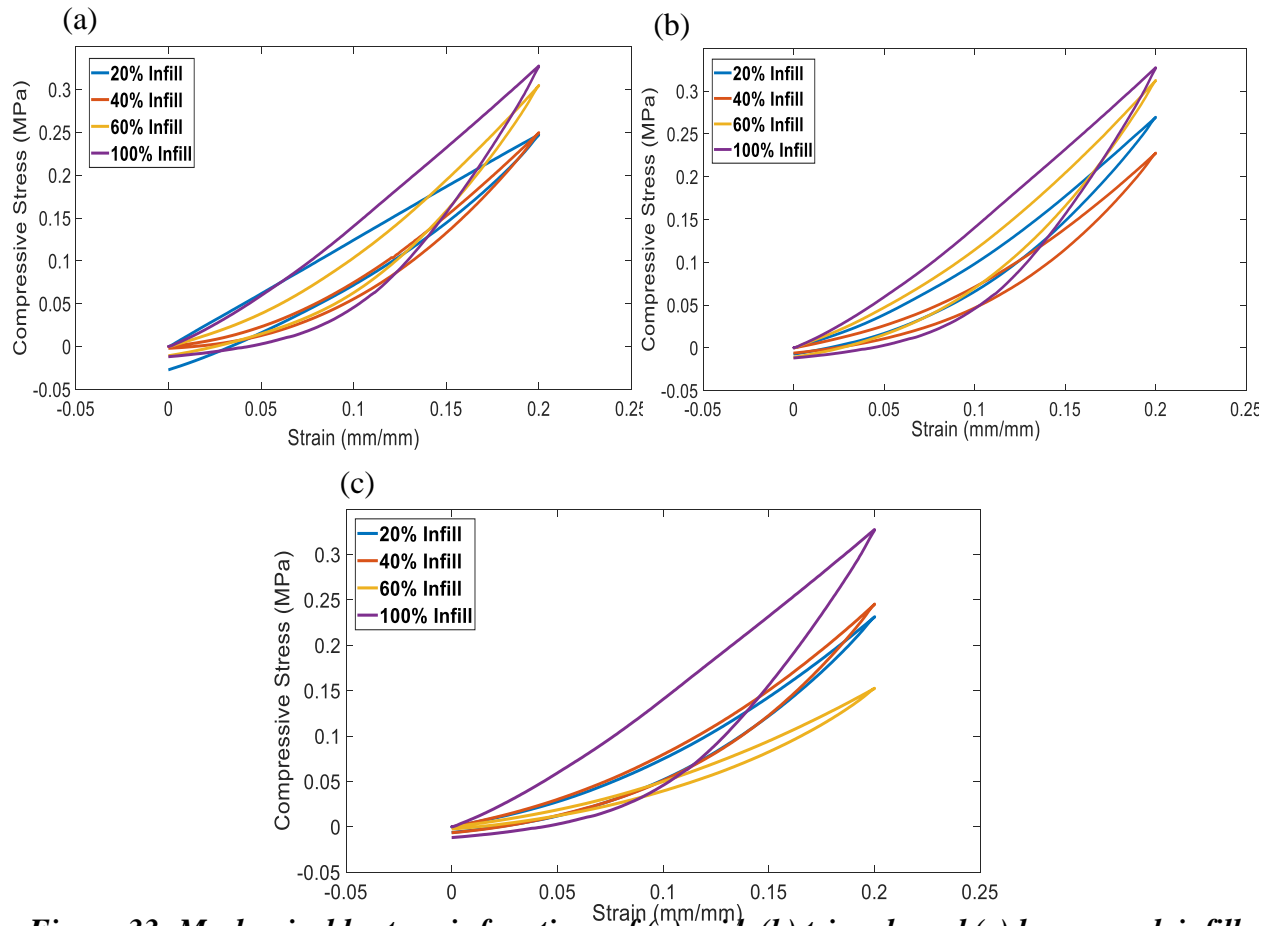 (a)
20% Infill
40% Infill
60% Infill
100% Infill
Compressive Stress (MPa)
0.3
0.25
0.2
0.15
0.1
0.05
0
-0.05
-0.05 0 0.05 0.1 0.15 0.2 0.25
Strain (mm/mm)
(b)
20% Infill
40% Infill
60% Infill
100% Infill
Compressive Stress (MPa)
0.3
0.25
0.2
0.15
0.1
0.05
0
-0.05
-0.05 0 0.05 0.1 0.15 0.2
Strain (mm/mm)
(c)
20% Infill
40% Infill
60% Infill
100% Infill
Compressive Stress (MPa)
0.3
0.25
0.2
0.15
0.1
0.05
0
-0.05
-0.05 0 0.05 0.1 0.15 0.2 0.25
Strain (mm/mm)